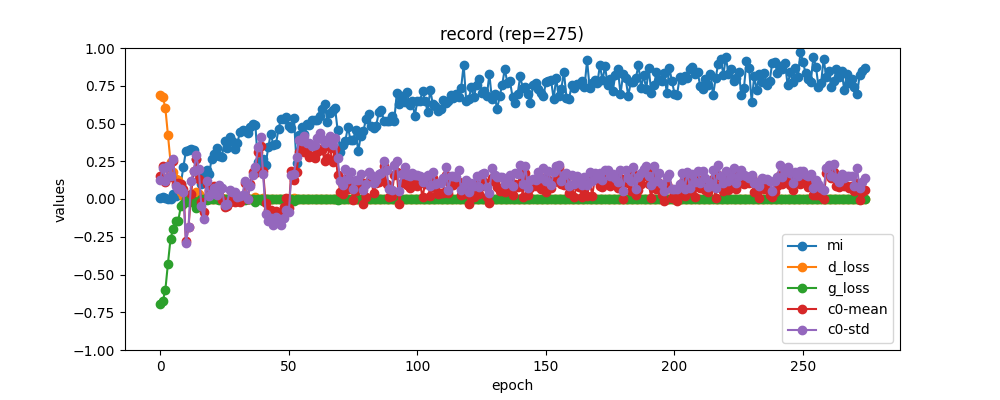 record (rep=275)
1.00
0.75
0.50
0.25
0.00
−0.25
−0.50
−0.75
−1.00
values
0
50
100
150
200
250
epoch
mi
d_loss
g_loss
c0-mean
c0-std